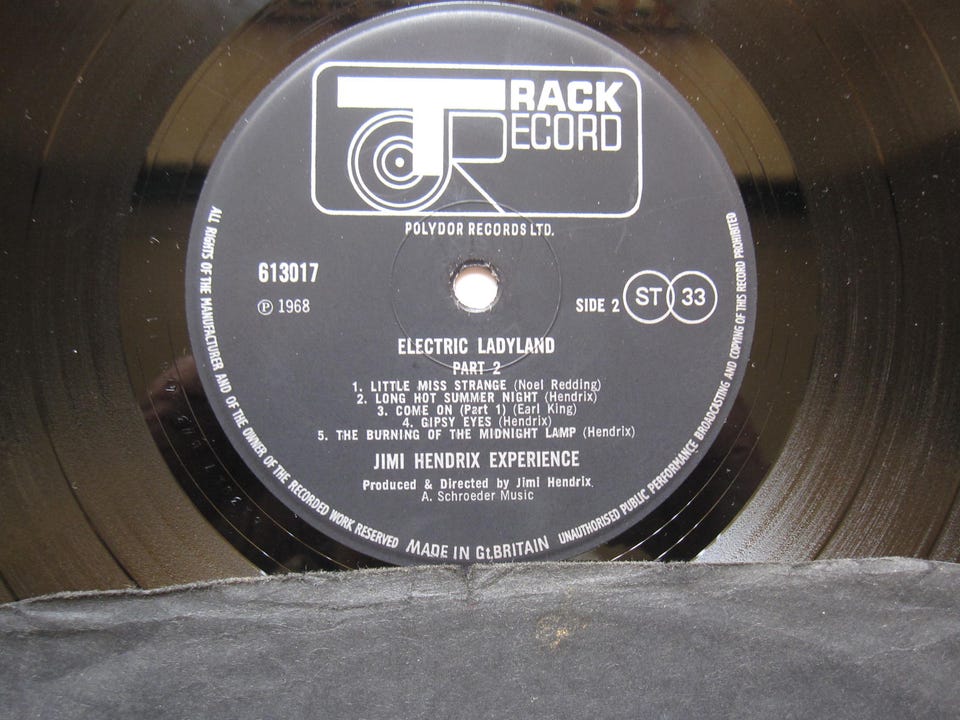 TRACK
RECORD
POLYDOR RECORDS LTD.
613017
℗ 1968
SIDE 2
ST 33
ELECTRIC LADYLAND
PART 2
1. LITTLE MISS STRANGE (Noel Redding)
2. LONG HOT SUMMER NIGHT (Hendrix)
3. COME ON (Part 1) (Earl King)
4. GIPSY EYES (Hendrix)
5. THE BURNING OF THE MIDNIGHT LAMP (Hendrix)
JIMI HENDRIX EXPERIENCE
Produced & Directed by Jimi Hendrix.
A. Schroeder Music
ALL RIGHTS OF THE MANUFACTURER AND OF THE OWNER OF THE RECORDED WORK RESERVED
MADE IN Gt.BRITAIN
UNAUTHORISED PUBLIC PERFORMANCE BROADCASTING AND COPYING OF THIS RECORD PROHIBITED